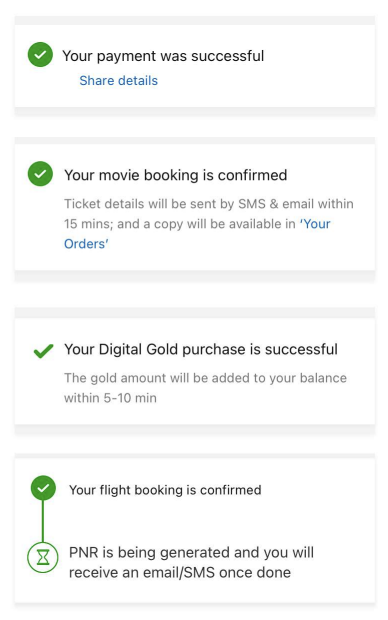 Your payment was successful
Share details
Your movie booking is confirmed
Ticket details will be sent by SMS & email within
15 mins; and a copy will be available in ‘Your
Orders’
Your Digital Gold purchase is successful
The gold amount will be added to your balance
within 5-10 min
Your flight booking is confirmed
PNR is being generated and you will
receive an email/SMS once done